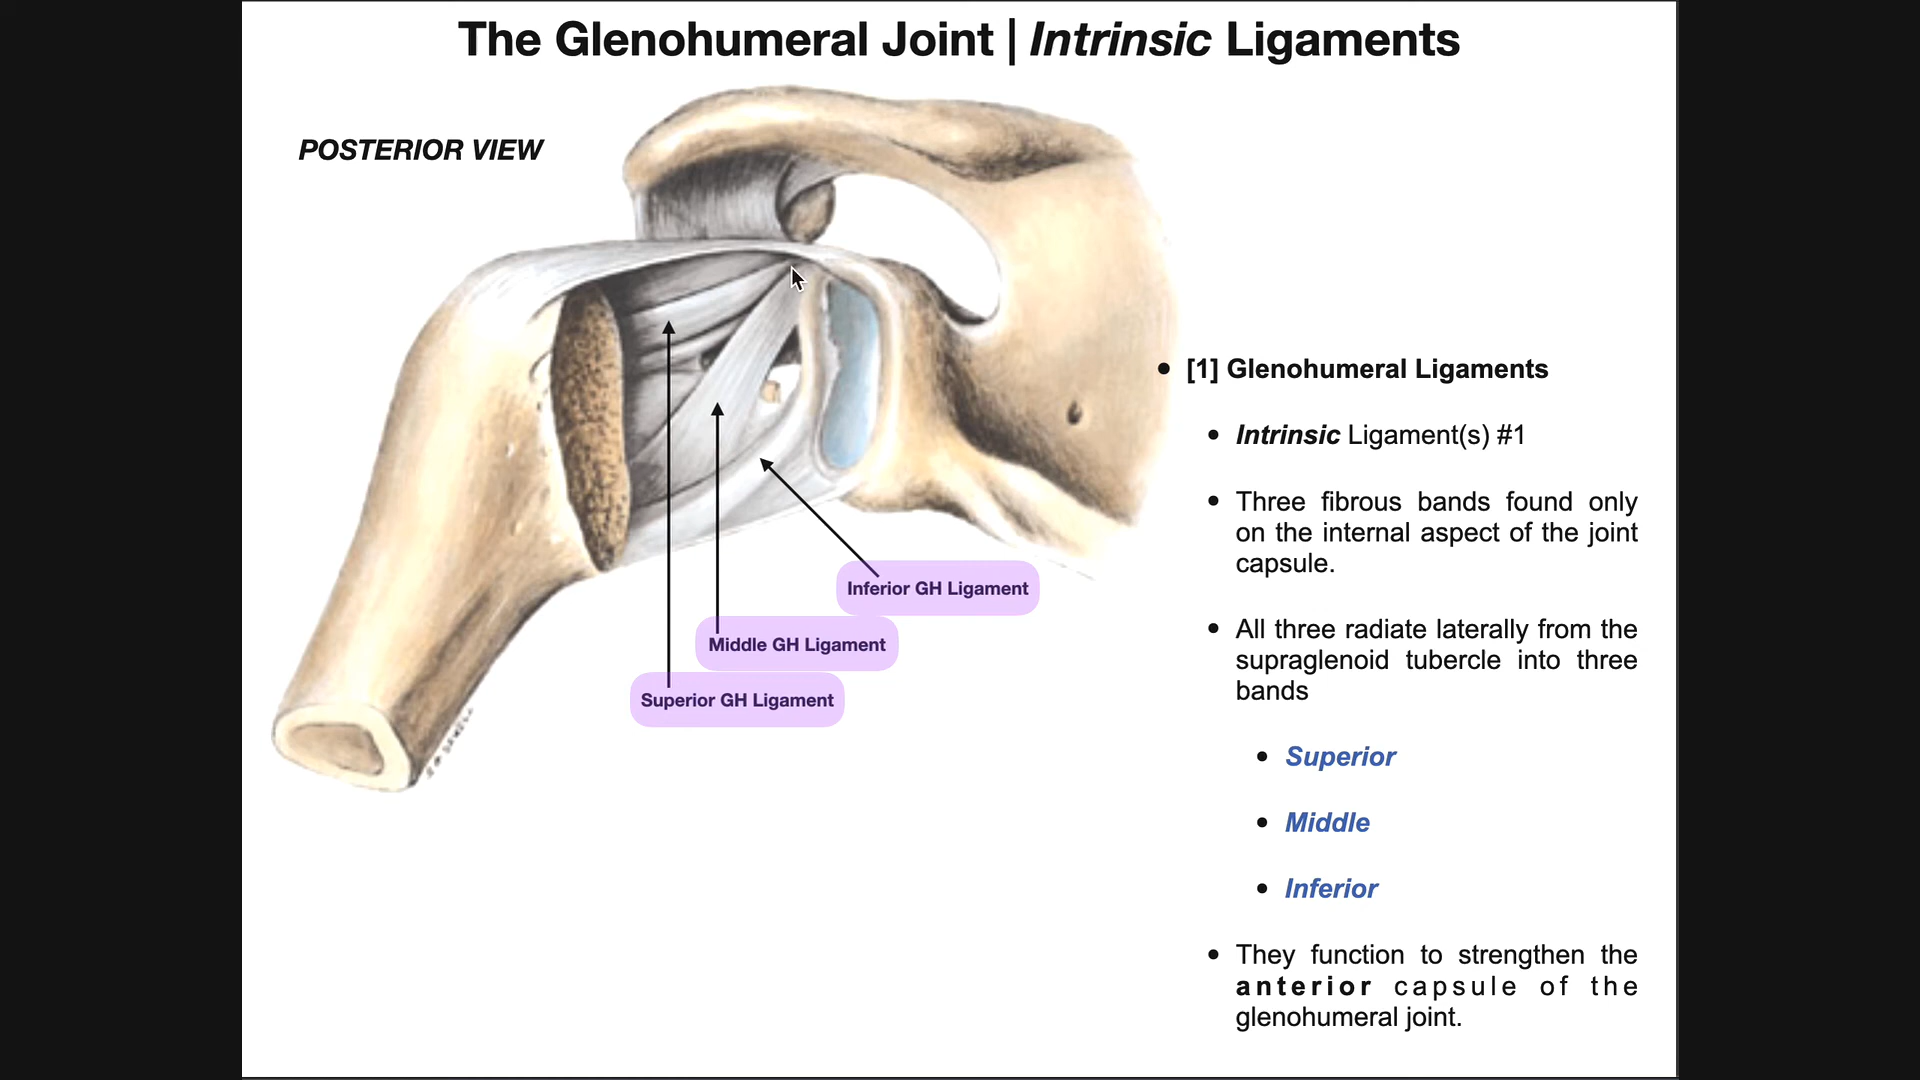 The Glenohumeral Joint | Intrinsic Ligaments
POSTERIOR VIEW
Inferior GH Ligament
Middle GH Ligament
Superior GH Ligament
• [1] Glenohumeral Ligaments
• Intrinsic Ligament(s) #1
• Three fibrous bands found only
on the internal aspect of the joint
capsule.
• All three radiate laterally from the
supraglenoid tubercle into three
bands
• Superior
• Middle
• Inferior
• They function to strengthen the
anterior capsule of the
glenohumeral joint.